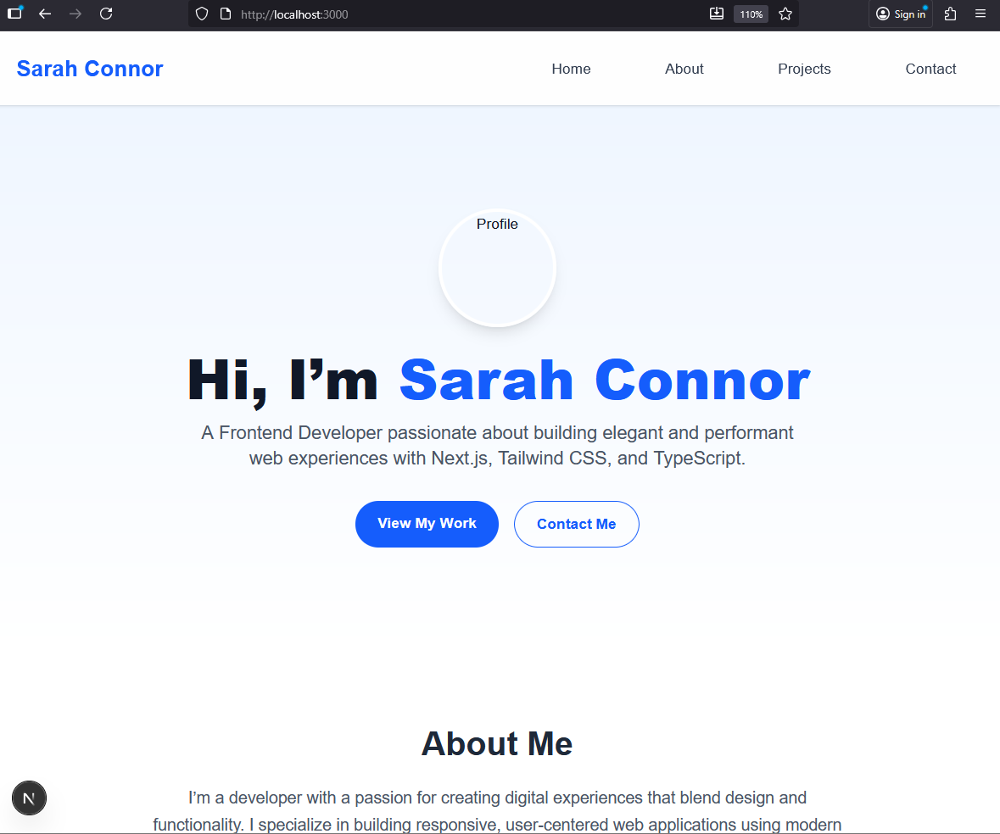 http://localhost:3000
110%
Sign in
Sarah Connor
Home
About
Projects
Contact
Profile
Hi, I’m Sarah Connor
A Frontend Developer passionate about building elegant and performant
web experiences with Next.js, Tailwind CSS, and TypeScript.
View My Work
Contact Me
About Me
I’m a developer with a passion for creating digital experiences that blend design and
functionality. I specialize in building responsive, user-centered web applications using modern
N